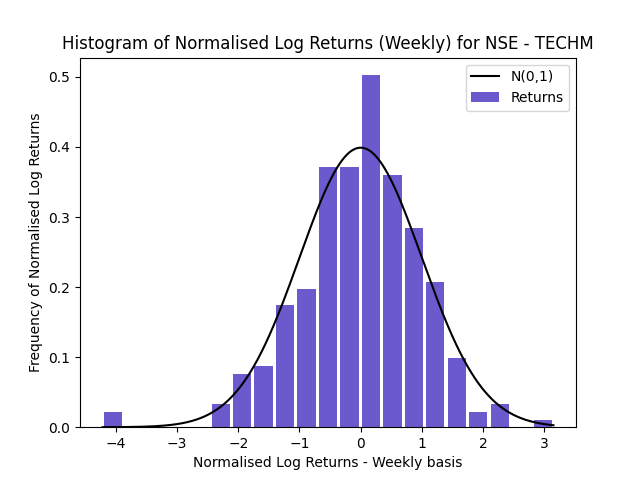 Histogram of Normalised Log Returns (Weekly) for NSE - TECHM
N(0,1)
Returns
Frequency of Normalised Log Returns
0.5
0.4
0.3
0.2
0.1
0.0
−4 −3 −2 −1 0 1 2 3
Normalised Log Returns - Weekly basis